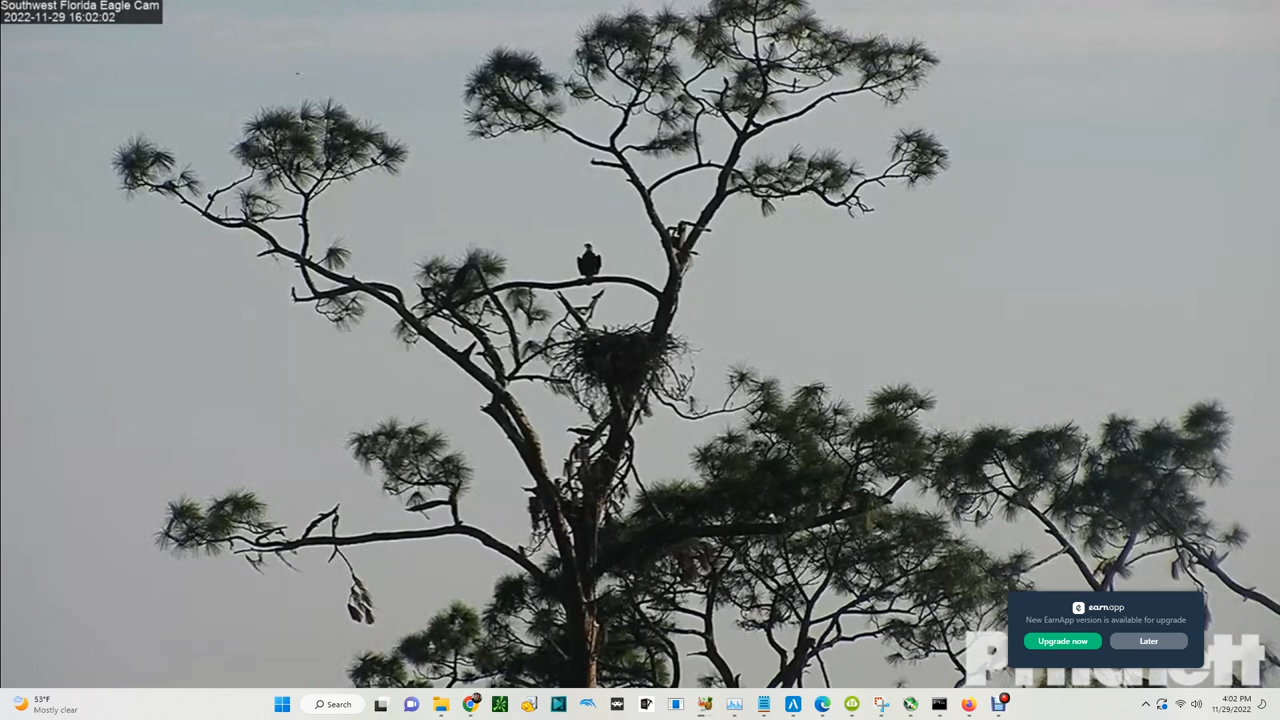 Southwest Florida Eagle Cam
2022-11-29 16:02:02
earnapp
New EarnApp version is available for upgrade
Upgrade now
Later
53°F
Mostly clear
Search
4:02 PM
11/29/2022